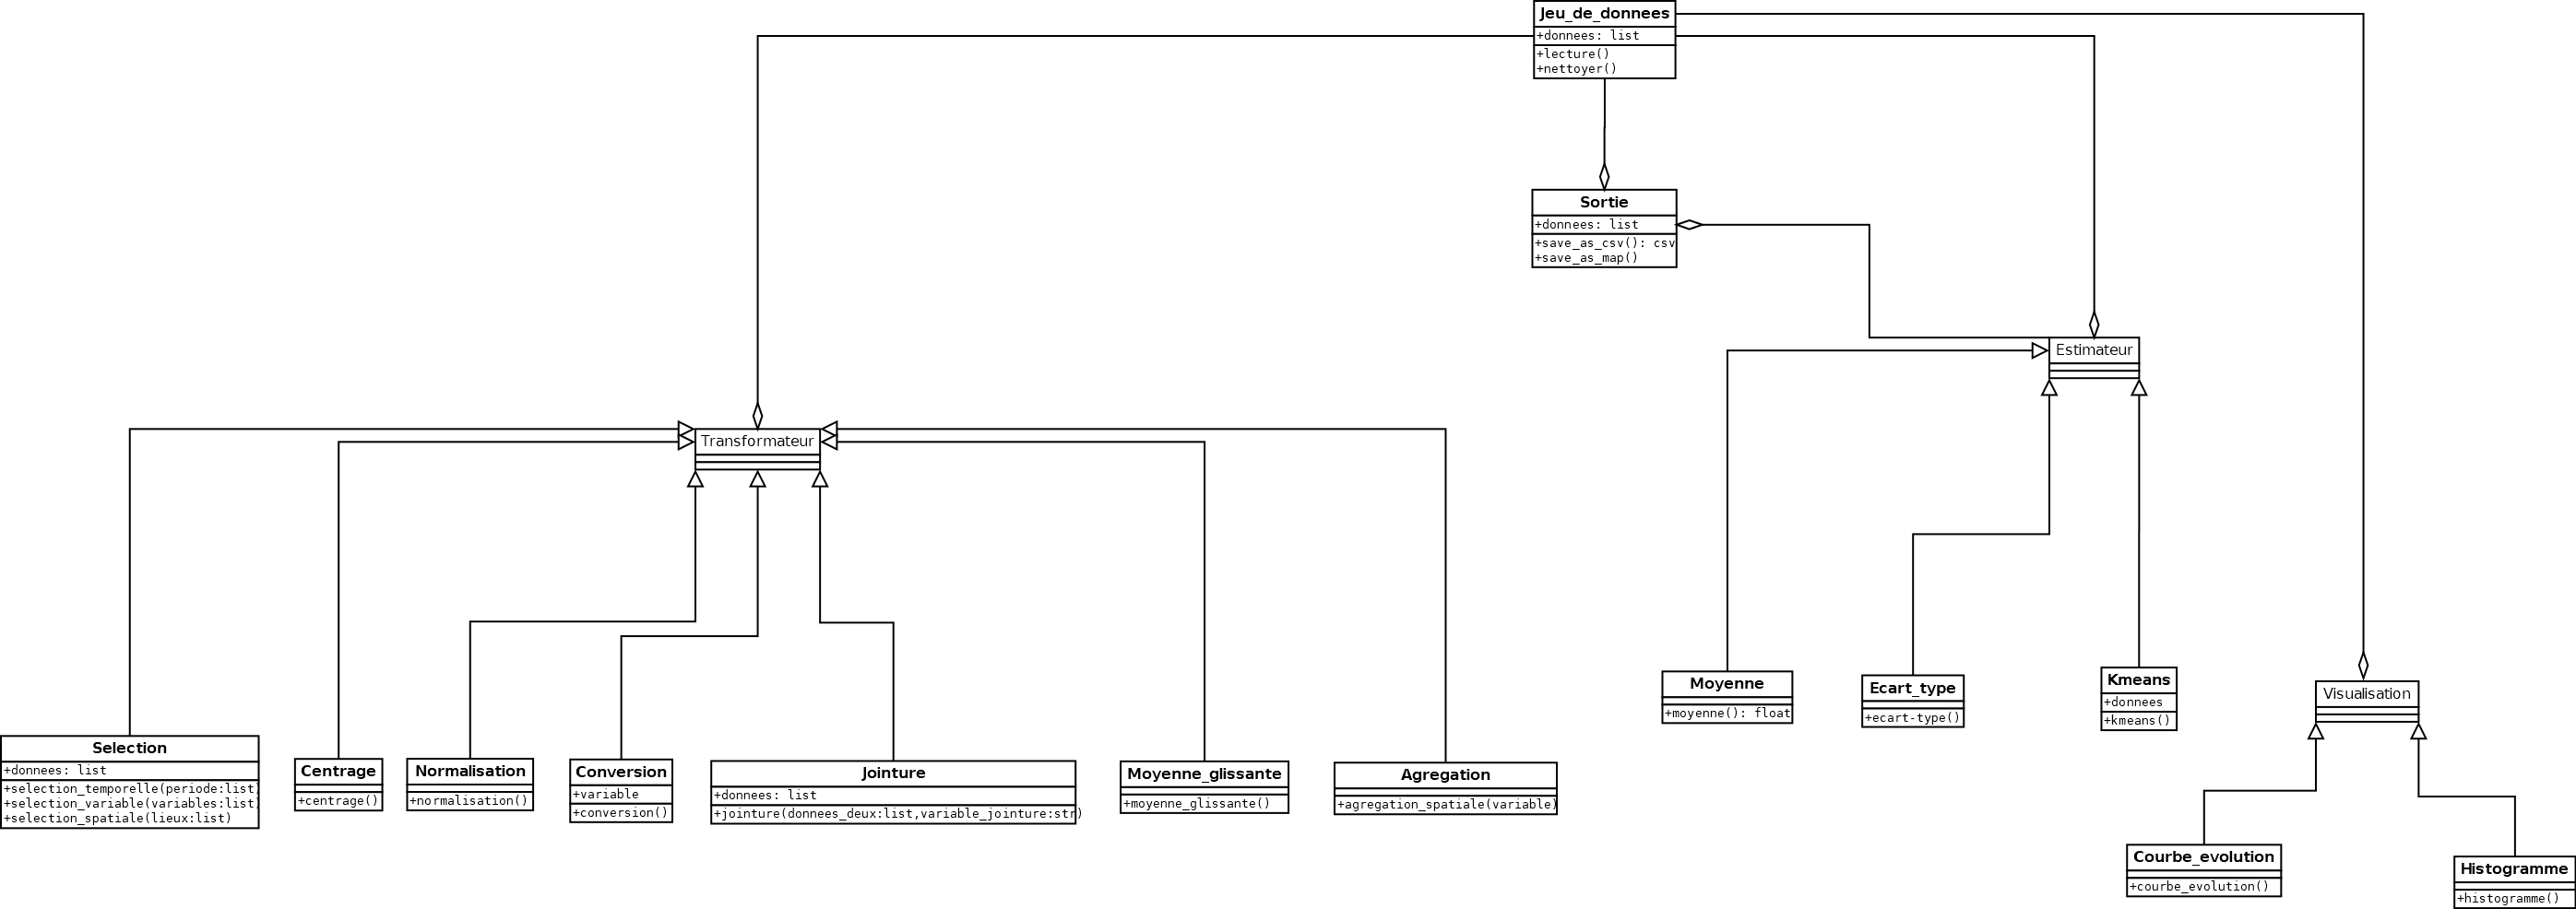 Jeu_de_donnees
+donnees: list
+lecture()
+nettoyer()
Sortie
+donnees: list
+save_as_csv(): csv
+save_as_map()
Estimateur
Transformateur
Moyenne
+moyenne(): float
Ecart_type
+ecart-type()
Kmeans
+donnees
+kmeans()
Visualisation
Selection
+donnees: list
+selection_temporelle(periode:list)
+selection_variable(variables:list)
+selection_spatiale(lieux:list)
Centrage
+centrage()
Normalisation
+normalisation()
Conversion
+variable
+conversion()
Jointure
+donnees: list
+jointure(donnees_deux:list,variable_jointure:str)
Moyenne_glissante
+moyenne_glissante()
Agregation
+agregation_spatiale(variable)
Courbe_evolution
+courbe_evolution()
Histogramme
+histogramme()